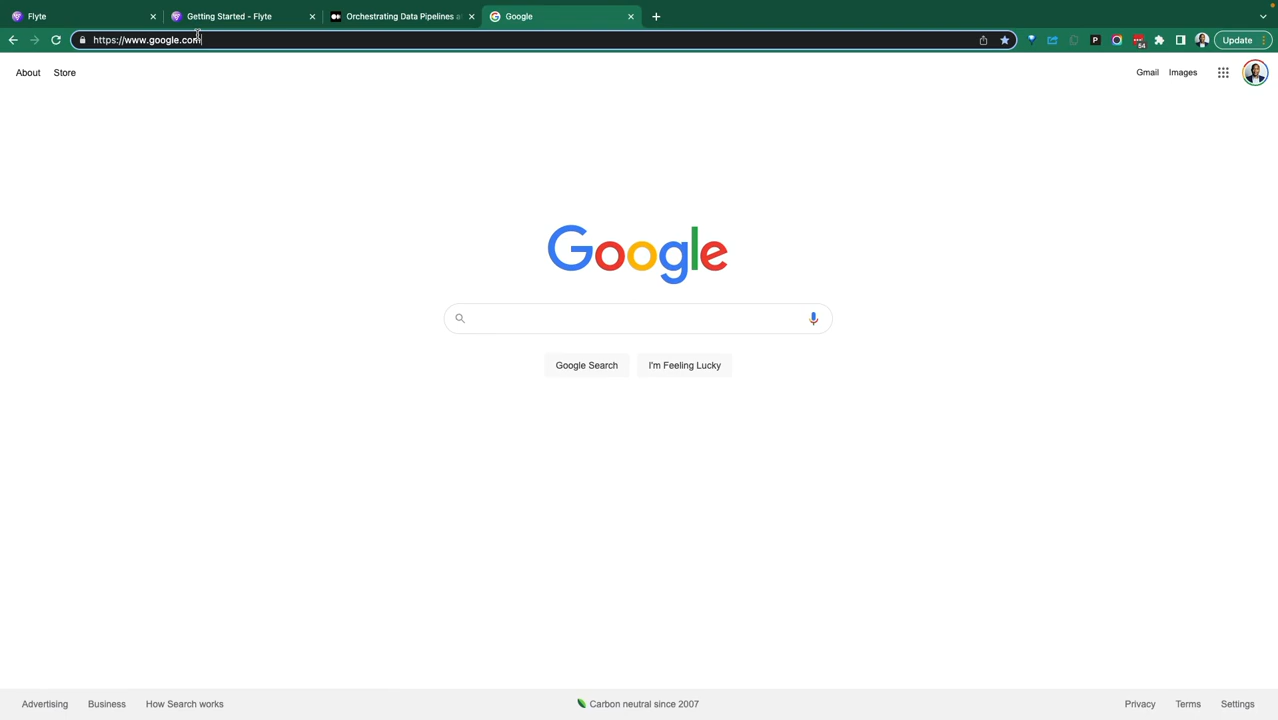 Flyte
Getting Started - Flyte
Orchestrating Data Pipelines a
Google
https://www.google.com
54
P
Update
About
Store
Gmail
Images
Google
Google Search
I'm Feeling Lucky
Advertising
Business
How Search works
Carbon neutral since 2007
Privacy
Terms
Settings